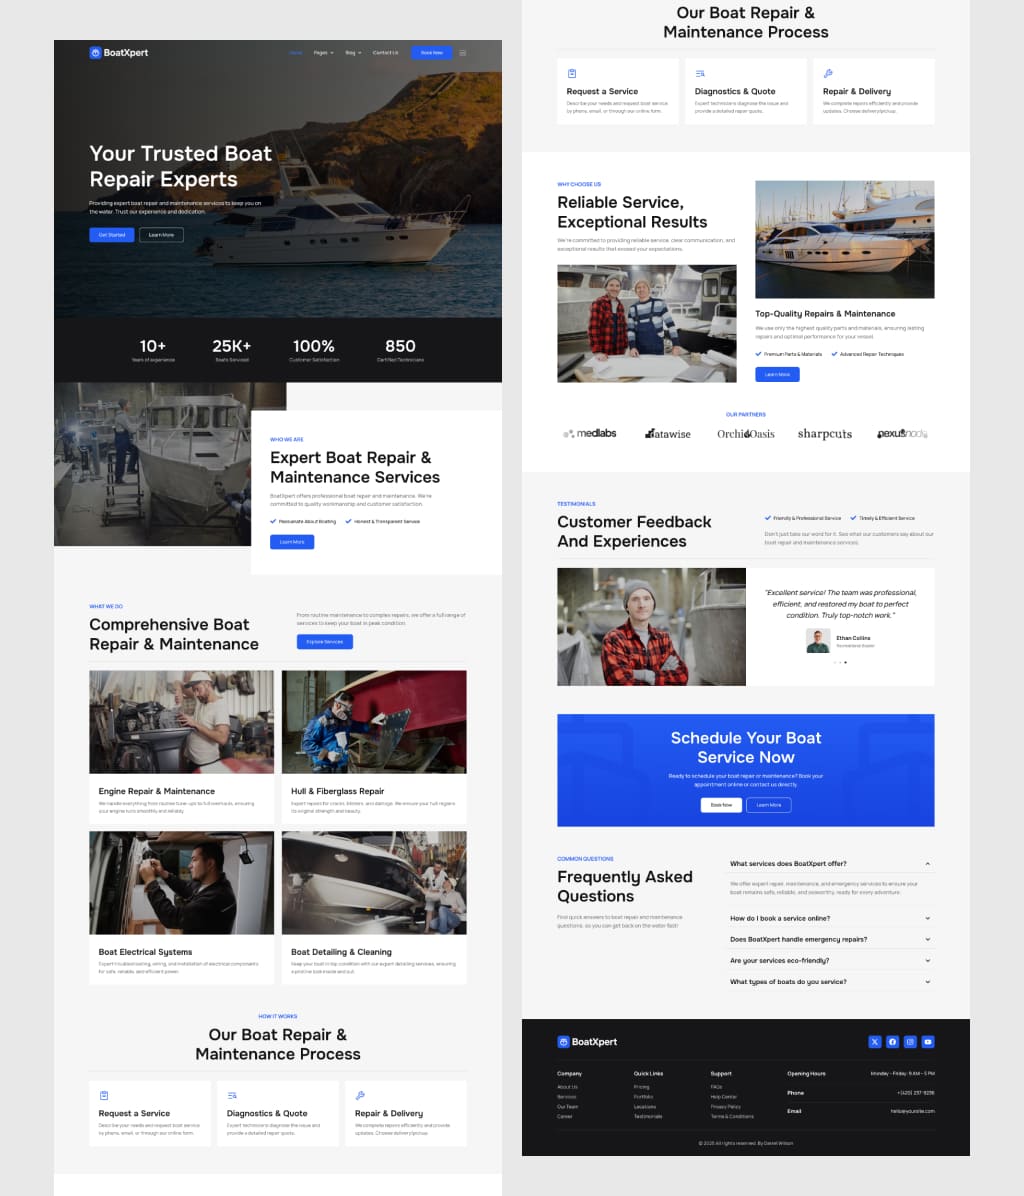 BoatXpert
Home Pages Blog Contact Us Book Now
Your Trusted Boat
Repair Experts
Providing expert boat repair and maintenance services to keep you on
the water. Trust our experience and dedication.
Get Started Learn More
10+ 25K+ 100% 850
Years of experience Boats Serviced Customer Satisfaction Certified Technicians
WHO WE ARE
Expert Boat Repair &
Maintenance Services
BoatXpert offers professional boat repair and maintenance. We're
committed to quality workmanship and customer satisfaction.
Passionate About Boating Honest & Transparent Service
Learn More
WHAT WE DO
Comprehensive Boat
Repair & Maintenance
From routine maintenance to complex repairs, we offer a full range of
services to keep your boat in peak condition.
Explore Services
Engine Repair & Maintenance
We handle everything from routine tune-ups to full overhauls, ensuring
your engine runs smoothly and reliably.
Hull & Fiberglass Repair
Expert repairs for cracks, blisters, and damage. We ensure your hull regains
its original strength and beauty.
Boat Electrical Systems
Expert troubleshooting, wiring, and installation of electrical components
for safe, reliable, and efficient power.
Boat Detailing & Cleaning
Keep your boat in top condition with our expert detailing services, ensuring
a pristine look inside and out.
HOW IT WORKS
Our Boat Repair &
Maintenance Process
Request a Service
Describe your needs and request boat service
by phone, email, or through our online form.
Diagnostics & Quote
Expert technicians diagnose the issue and
provide a detailed repair quote.
Repair & Delivery
We complete repairs efficiently and provide
updates. Choose delivery/pickup.
Our Boat Repair &
Maintenance Process
Request a Service
Describe your needs and request boat service
by phone, email, or through our online form.
Diagnostics & Quote
Expert technicians diagnose the issue and
provide a detailed repair quote.
Repair & Delivery
We complete repairs efficiently and provide
updates. Choose delivery/pickup.
WHY CHOOSE US
Reliable Service,
Exceptional Results
We're committed to providing reliable service, clear communication, and
exceptional results that exceed your expectations.
Top-Quality Repairs & Maintenance
We use only the highest quality parts and materials, ensuring lasting
repairs and optimal performance for your vessel.
Premium Parts & Materials Advanced Repair Techniques
Learn More
OUR PARTNERS
medlabs datawise Orchid Oasis sharpcuts nexusnody
TESTIMONIALS
Customer Feedback
And Experiences
Friendly & Professional Service Timely & Efficient Service
Don't just take our word for it. See what our customers say about our
boat repair and maintenance services.
"Excellent service! The team was professional,
efficient, and restored my boat to perfect
condition. Truly top-notch work."
Ethan Collins
Recreational Boater
Schedule Your Boat
Service Now
Ready to schedule your boat repair or maintenance? Book your
appointment online or contact us directly.
Book Now Learn More
COMMON QUESTIONS
Frequently Asked
Questions
Find quick answers to boat repair and maintenance
questions, so you can get back on the water fast!
What services does BoatXpert offer?
We offer expert repair, maintenance, and emergency services to ensure your
boat remains safe, reliable, and seaworthy, ready for every adventure.
How do I book a service online?
Does BoatXpert handle emergency repairs?
Are your services eco-friendly?
What types of boats do you service?
BoatXpert
Company
About Us
Services
Our Team
Career
Quick Links
Pricing
Portfolio
Locations
Testimonials
Support
FAQs
Help Center
Privacy Policy
Terms & Conditions
Opening Hours Monday - Friday: 9 AM - 5 PM
Phone +(420) 297-9236
Email hello@yoursite.com
© 2025 All rights reserved. By Daniel Wilson